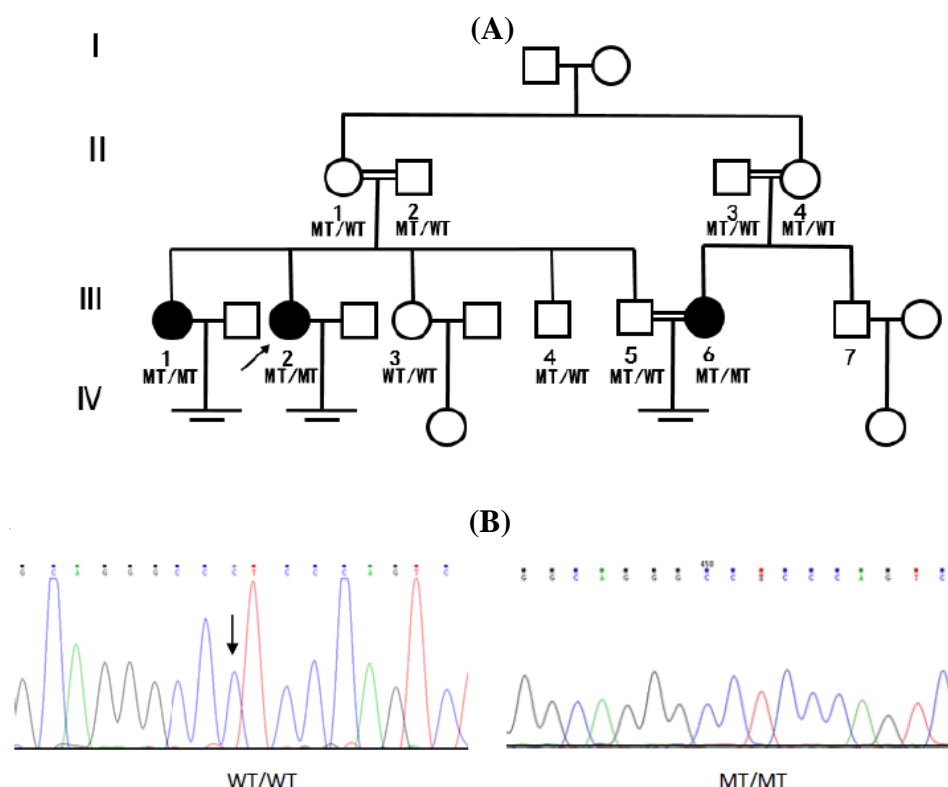 (A)
I
II
1 2 3 4
MT/WT MT/WT MT/WT MT/WT
III
1 2 3 4 5 6 7
MT/MT MT/MT WT/WT MT/WT MT/WT MT/MT
IV
(B)
G C A G G G C C C T C C C A G T C
450
G G C A G G G C C T C C C A G T C
WT/WT MT/MT